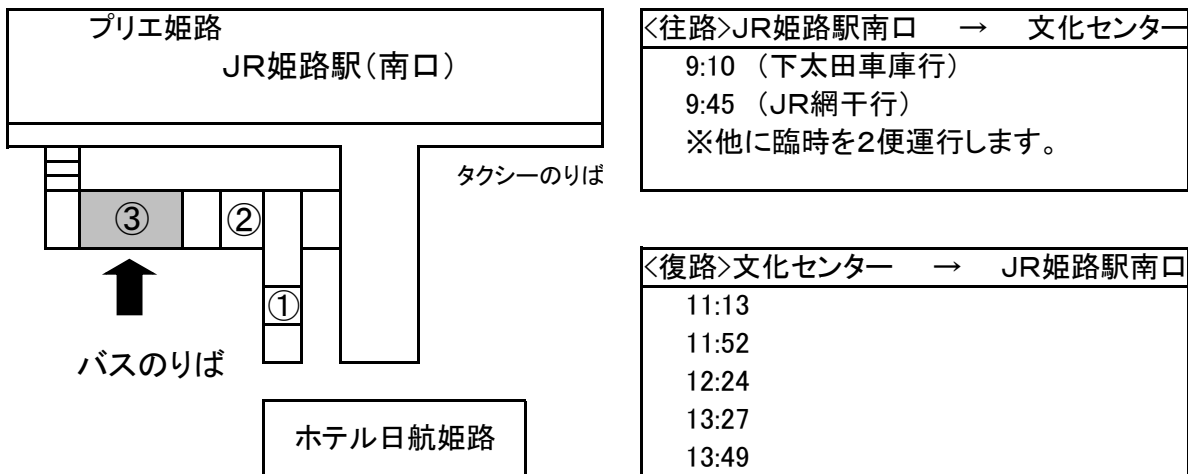 プリエ姫路
JR姫路駅(南口)
タクシーのりば
③
②
①
バスのりば
ホテル日航姫路
<往路>JR姫路駅南口 → 文化センター
9:10 (下太田車庫行)
9:45 (JR網干行)
※他に臨時を2便運行します。
<復路>文化センター → JR姫路駅南口
11:13
11:52
12:24
13:27
13:49